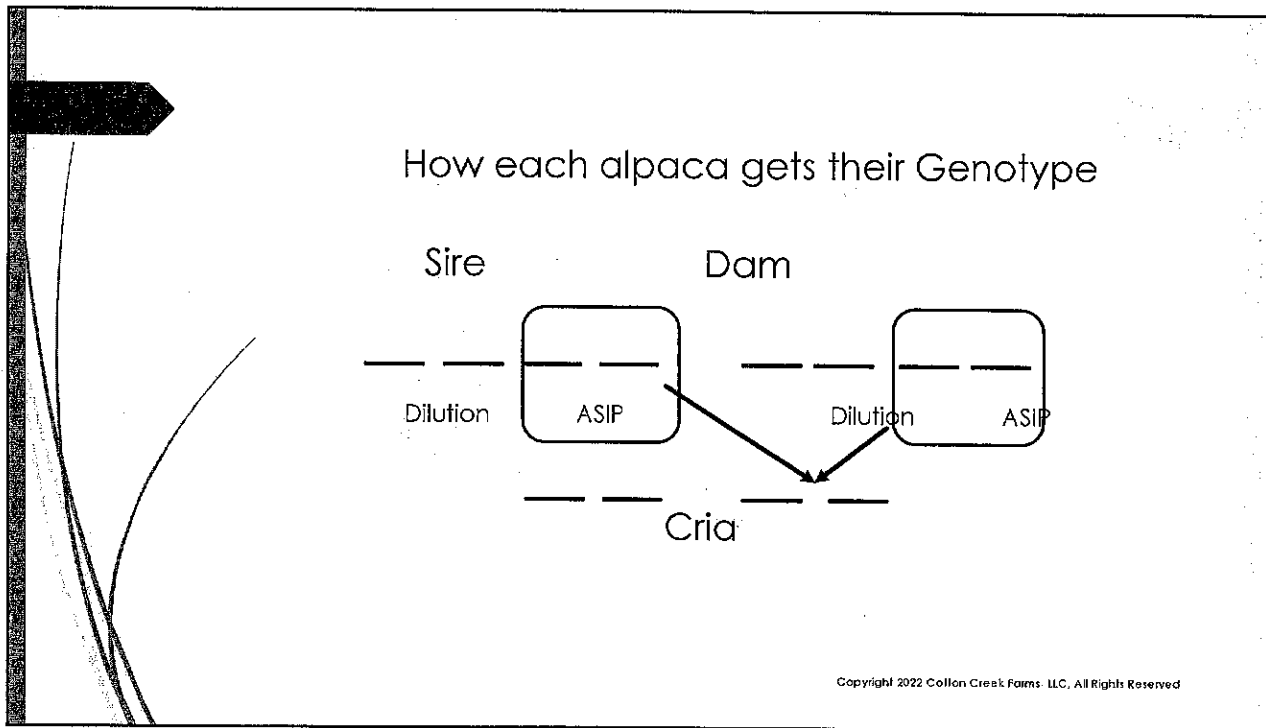 How each alpaca gets their Genotype
Sire Dam
Dilution ASIP Dilution ASIP
Cria
Copyright 2022 Cotton Creek Farms, LLC, All Rights Reserved